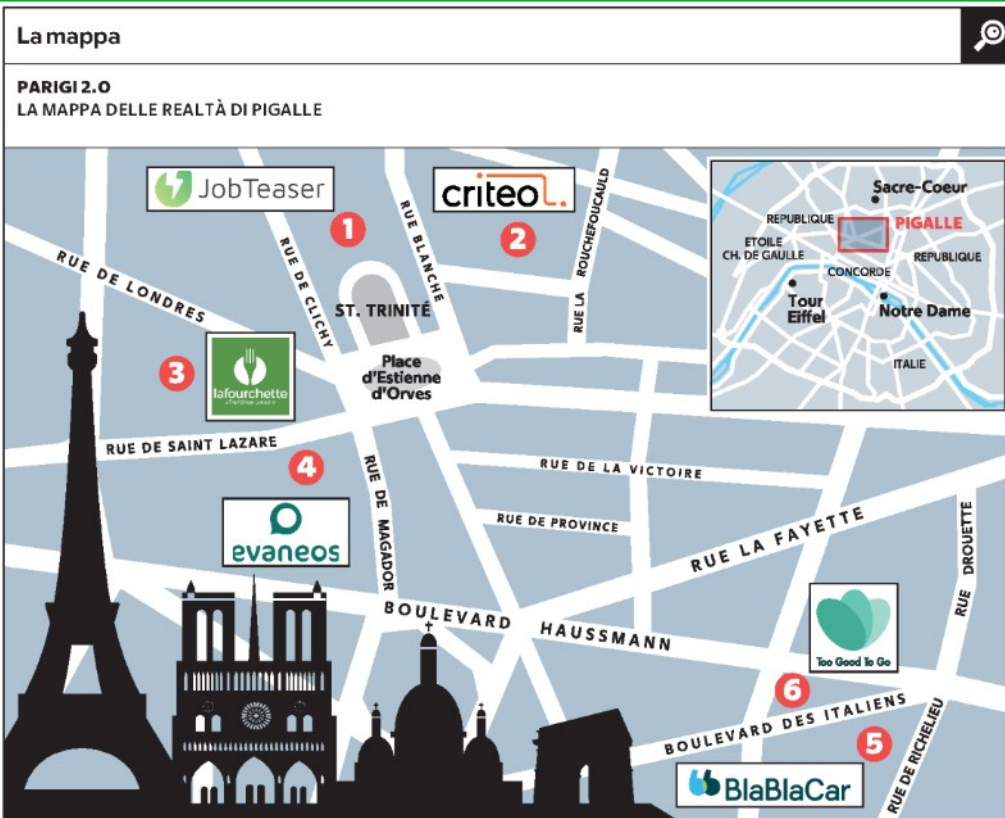 La mappa
PARIGI 2.0
LA MAPPA DELLE REALTÀ DI PIGALLE
JobTeaser
1
criteol.
2
RUE DE CLICHY
RUE BLANCHE
RUE LA ROUCHEFOUCAULD
RUE DE LONDRES
ST. TRINITÉ
Place
d'Estienne
d'Orves
3
lafourchette
RUE DE SAINT LAZARE
4
evaneos
RUE DE MAGADOR
RUE DE LA VICTOIRE
RUE DE PROVINCE
RUE LA FAYETTE
RUE DROUETTE
BOULEVARD HAUSSMANN
Too Good To Go
6
BOULEVARD DES ITALIENS
5
RUE DE RICHELIEU
BlaBlaCar
Sacre-Coeur
REPUBLIQUE
PIGALLE
ETOILE
CH. DE GAULLE
REPUBLIQUE
CONCORDE
Tour
Eiffel
Notre Dame
ITALIE